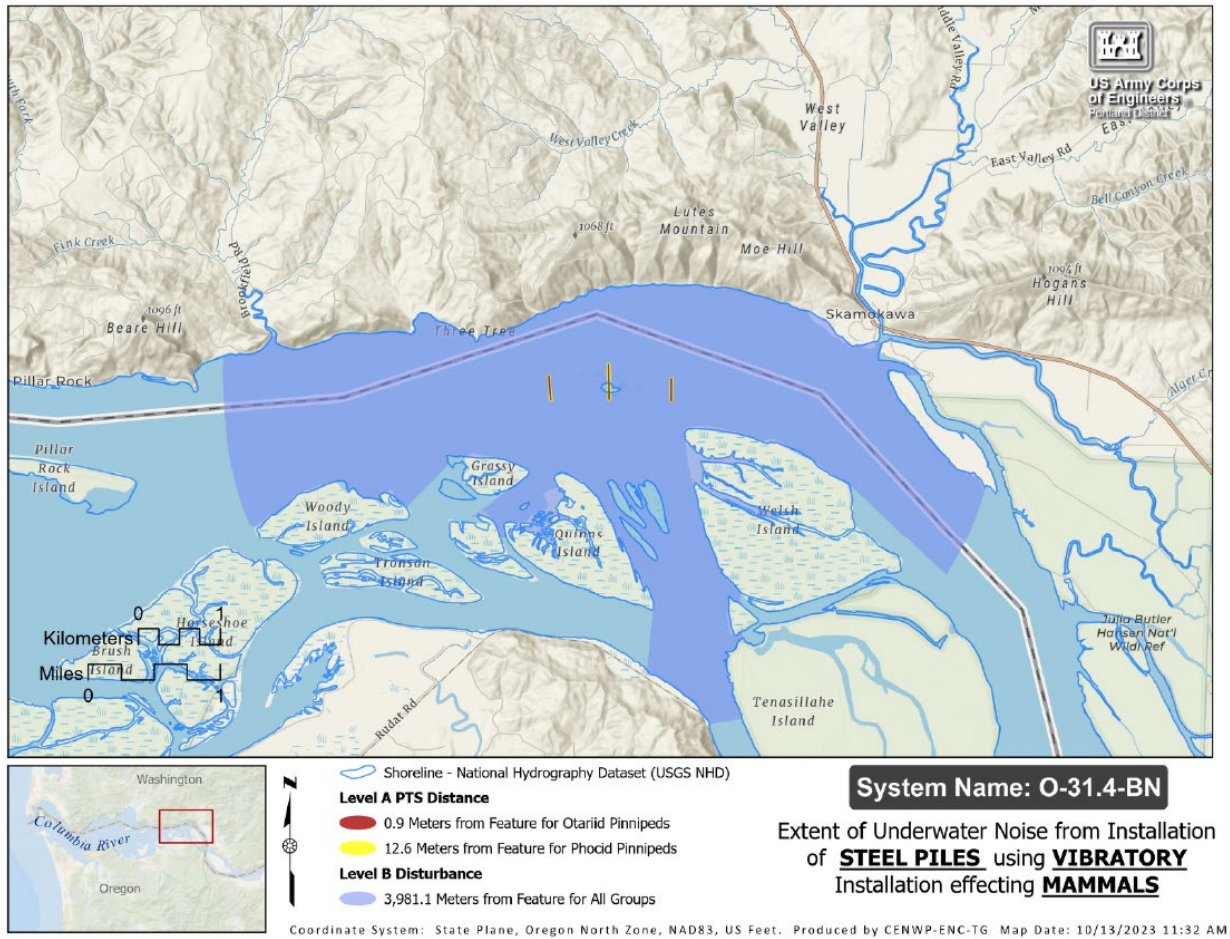 US Army Corps
of Engineers®
Portland District
West
Valley
West Valley Creek
East Valley Rd
Bell Canyon Creek
Lutes
Mountain
Moe Hill
1068 ft
Fink Creek
Brookfield Rd
1094 ft
Hogans
Hill
1096 ft
Beare Hill
Three Tree
Skamokawa
Pillar Rock
Pillar
Rock
Island
Grassy
Island
Woody
Island
Welsh
Island
Quinns
Island
Tronson
Island
Horseshoe
Island
Brush
Island
0 1
Kilometers
Miles
0 1
Julia Butler
Hansen Nat'l
Wildl Ref
Tenasillahe
Island
Rudat Rd
Washington
Columbia River
Oregon
N
Shoreline - National Hydrography Dataset (USGS NHD)
Level A PTS Distance
0.9 Meters from Feature for Otariid Pinnipeds
12.6 Meters from Feature for Phocid Pinnipeds
Level B Disturbance
3,981.1 Meters from Feature for All Groups
System Name: O-31.4-BN
Extent of Underwater Noise from Installation
of STEEL PILES using VIBRATORY
Installation effecting MAMMALS
Coordinate System: State Plane, Oregon North Zone, NAD83, US Feet. Produced by CENWP-ENC-TG Map Date: 10/13/2023 11:32 AM